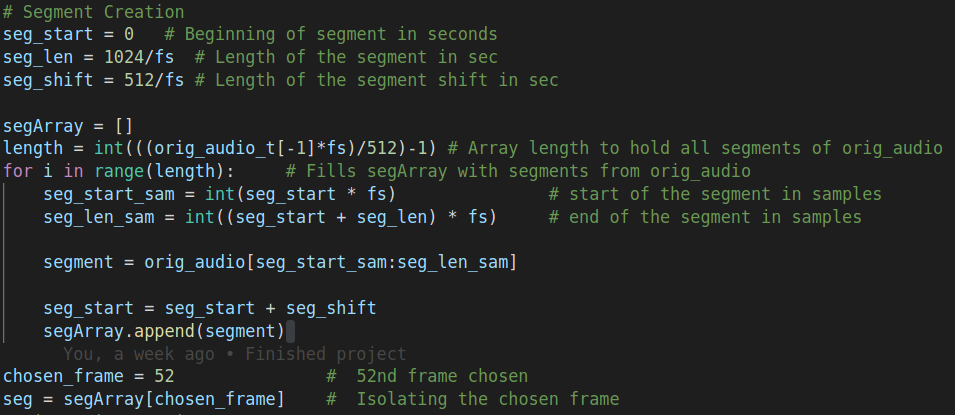 # Segment Creation
seg_start = 0   # Beginning of segment in seconds
seg_len = 1024/fs  # Length of the segment in sec
seg_shift = 512/fs # Length of the segment shift in sec

segArray = []
length = int(((orig_audio_t[-1]*fs)/512)-1) # Array length to hold all segments of orig_audio
for i in range(length):     # Fills segArray with segments from orig_audio
    seg_start_sam = int(seg_start * fs)               # start of the segment in samples
    seg_len_sam = int((seg_start + seg_len) * fs)     # end of the segment in samples

    segment = orig_audio[seg_start_sam:seg_len_sam]

    seg_start = seg_start + seg_shift
    segArray.append(segment)
      You, a week ago • Finished project
chosen_frame = 52               #  52nd frame chosen
seg = segArray[chosen_frame]    #  Isolating the chosen frame